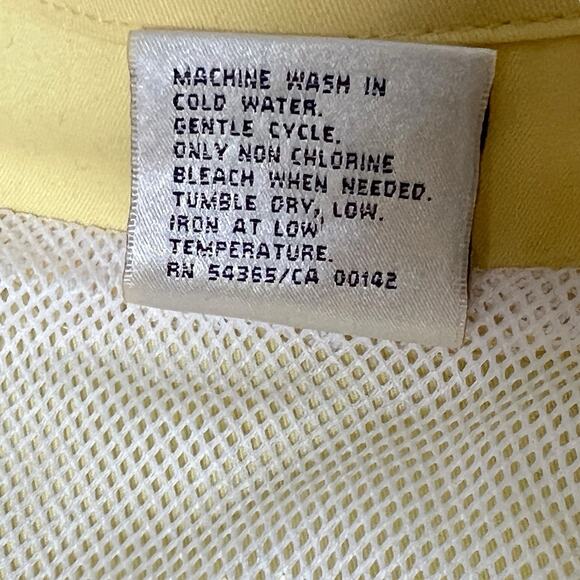 MACHINE WASH IN
COLD WATER.
GENTLE CYCLE.
ONLY NON CHLORINE
BLEACH WHEN NEEDED.
TUMBLE DRY, LOW.
IRON AT LOW
TEMPERATURE.
RN 54365/CA 00142